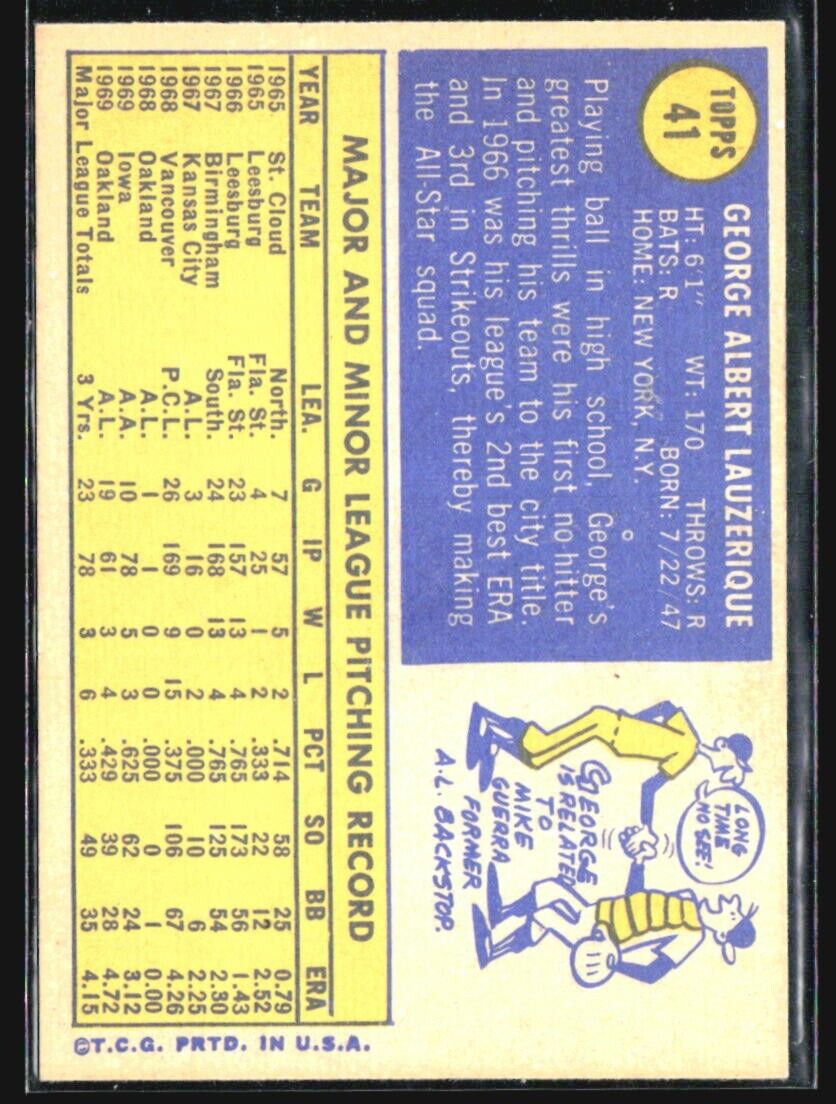 TOPPS
41
GEORGE ALBERT LAUZERIQUE
HT: 6'1" WT: 170 THROWS: R
BATS: R BORN: 7/22/47
HOME: NEW YORK, N.Y.
Playing ball in high school, George's
greatest thrills were his first no-hitter
and pitching his team to the city title.
In 1966 was his league's 2nd best ERA
and 3rd in Strikeouts, thereby making
the All-Star squad.
LONG
TIME
NO SEE!
GEORGE
IS RELATED
TO
MIKE
GUERRA
FORMER
A.L. BACKSTOP.
MAJOR AND MINOR LEAGUE PITCHING RECORD
YEAR TEAM LEA. G IP W L PCT SO BB ERA
1965 St. Cloud North. 7 57 5 2 .714 58 25 0.79
1965 Leesburg Fla. St. 4 25 1 2 .333 22 12 2.52
1966 Leesburg Fla. St. 23 157 13 4 .765 173 56 1.43
1967 Birmingham South. 24 168 13 4 .765 125 54 2.30
1967 Kansas City A.L. 3 16 0 2 .000 10 6 2.25
1968 Vancouver P.C.L. 26 169 9 15 .375 106 67 4.26
1968 Oakland A.L. 1 1 0 0 .000 0 1 0.00
1969 Iowa A.A. 10 78 5 3 .625 62 24 3.12
1969 Oakland A.L. 19 61 3 4 .429 39 28 4.72
Major League Totals 3 Yrs. 23 78 3 6 .333 49 35 4.15
©T.C.G. PRTD. IN U.S.A.